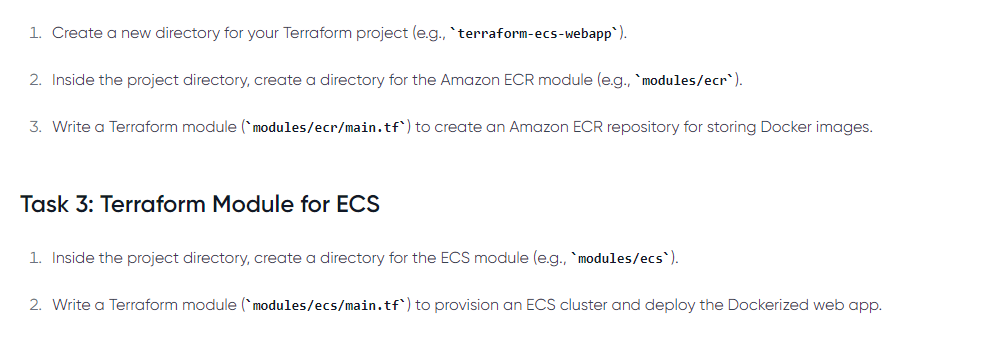 1. Create a new directory for your Terraform project (e.g., `terraform-ecs-webapp`).
2. Inside the project directory, create a directory for the Amazon ECR module (e.g., `modules/ecr`).
3. Write a Terraform module (`modules/ecr/main.tf`) to create an Amazon ECR repository for storing Docker images.
Task 3: Terraform Module for ECS
1. Inside the project directory, create a directory for the ECS module (e.g., `modules/ecs`).
2. Write a Terraform module (`modules/ecs/main.tf`) to provision an ECS cluster and deploy the Dockerized web app.